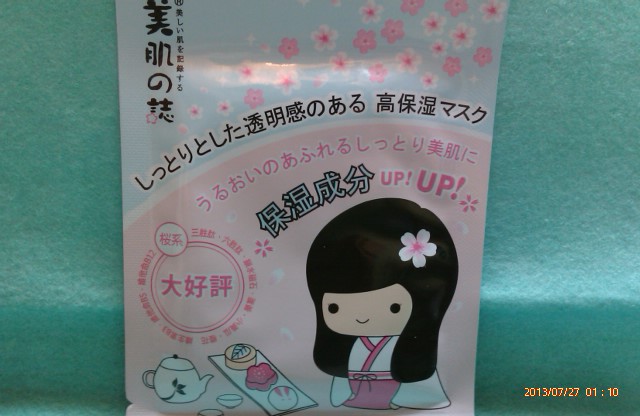 美肌の誌
®美しい肌を記録する
しっとりとした透明感のある 高保湿マスク
うるおいのあふれるしっとり美肌に
保湿成分 UP! UP!
桜系
大好評
2013/07/27 01:10